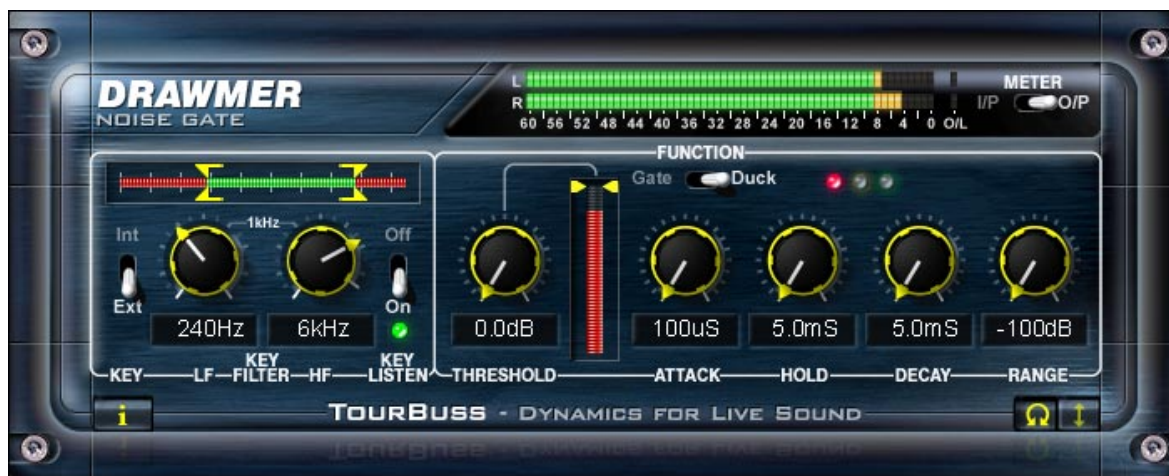 DRAWMER
NOISE GATE
L
R
60 56 52 48 44 40 36 32 28 24 20 16 12 8 4 0 O/L
METER
I/P O/P
FUNCTION
Gate Duck
1kHz
Int
Ext
Off
On
240Hz 6kHz 0.0dB 100uS 5.0mS 5.0mS -100dB
KEY LF KEY FILTER HF KEY LISTEN THRESHOLD ATTACK HOLD DECAY RANGE
i
TOURBUSS - DYNAMICS FOR LIVE SOUND